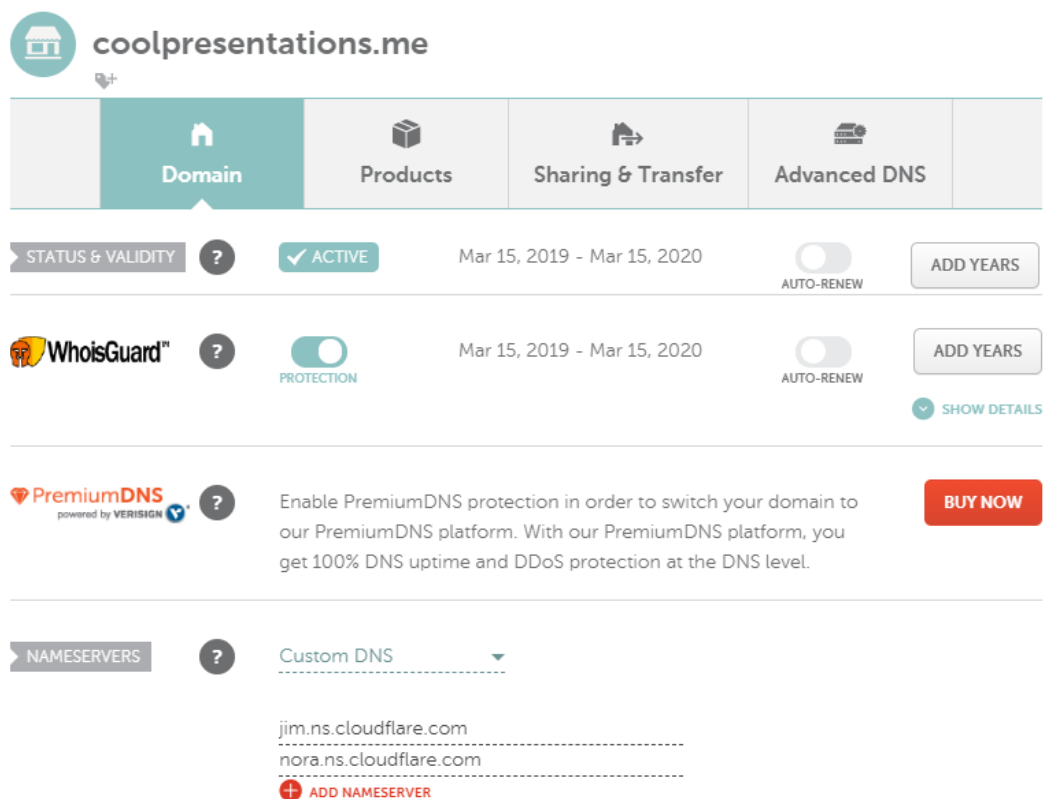 coolpresentations.me
Domain
Products
Sharing & Transfer
Advanced DNS
STATUS & VALIDITY
?
ACTIVE
Mar 15, 2019 - Mar 15, 2020
AUTO-RENEW
ADD YEARS
WhoisGuard™
?
PROTECTION
Mar 15, 2019 - Mar 15, 2020
AUTO-RENEW
ADD YEARS
SHOW DETAILS
PremiumDNS
powered by VERISIGN
?
Enable PremiumDNS protection in order to switch your domain to
our PremiumDNS platform. With our PremiumDNS platform, you
get 100% DNS uptime and DDoS protection at the DNS level.
BUY NOW
NAMESERVERS
?
Custom DNS
jim.ns.cloudflare.com
nora.ns.cloudflare.com
ADD NAMESERVER